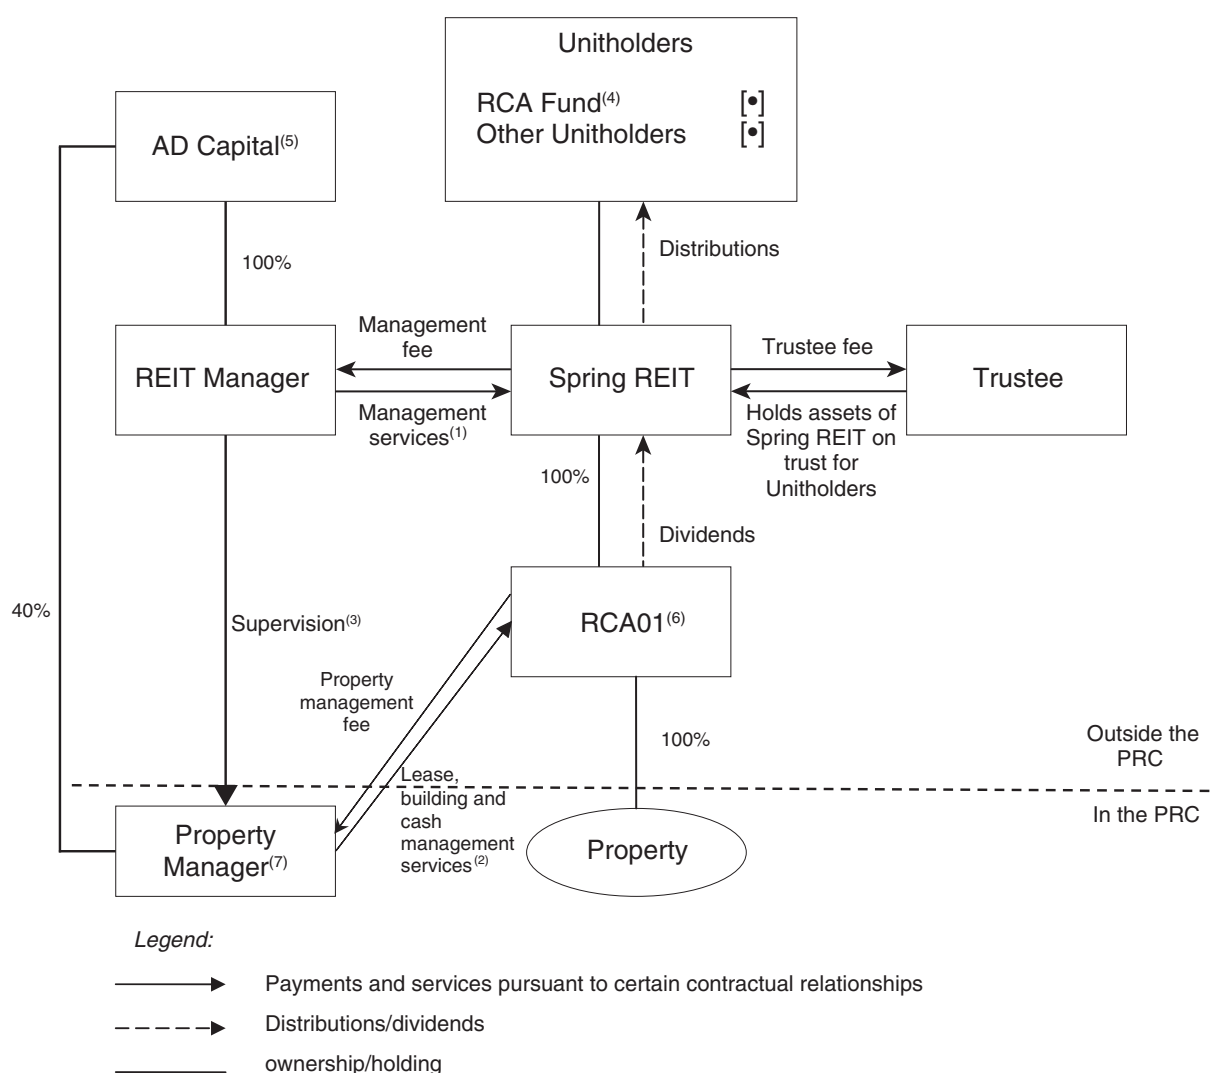 Unitholders
RCA Fund(4) [•]
Other Unitholders [•]
AD Capital(5)
Distributions
100%
Management
fee
Trustee fee
REIT Manager
Spring REIT
Trustee
Management
services(1)
Holds assets of
Spring REIT on
trust for
Unitholders
100%
Dividends
40%
Supervision(3)
RCA01(6)
Property
management
fee
100%
Outside the
PRC
Lease,
building and
cash
management
services(2)
In the PRC
Property
Manager(7)
Property
Legend:
Payments and services pursuant to certain contractual relationships
Distributions/dividends
ownership/holding